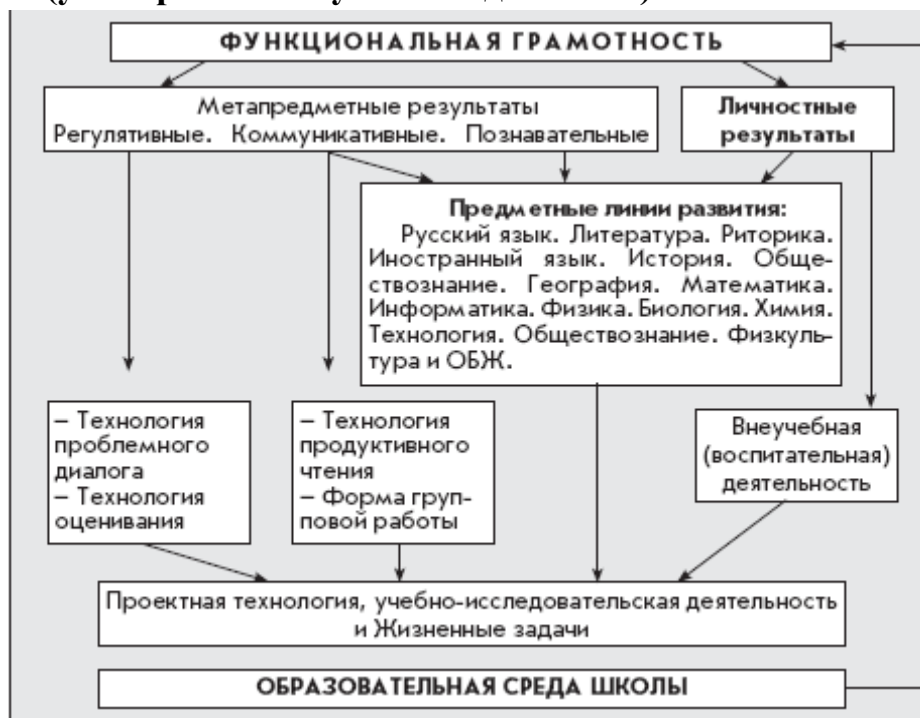 ФУНКЦИОНАЛЬНАЯ ГРАМОТНОСТЬ
Метапредметные результаты
Регулятивные. Коммуникативные. Познавательные
Личностные
результаты
Предметные линии развития:
Русский язык. Литература. Риторика.
Иностранный язык. История. Обще-
ствознание. География. Математика.
Информатика. Физика. Биология. Химия.
Технология. Обществознание. Физкуль-
тура и ОБЖ.
– Технология
проблемного
диалога
– Технология
оценивания
– Технология
продуктивного
чтения
– Форма груп-
повой работы
Внеучебная
(воспитательная)
деятельность
Проектная технология, учебно-исследовательская деятельность
и Жизненные задачи
ОБРАЗОВАТЕЛЬНАЯ СРЕДА ШКОЛЫ